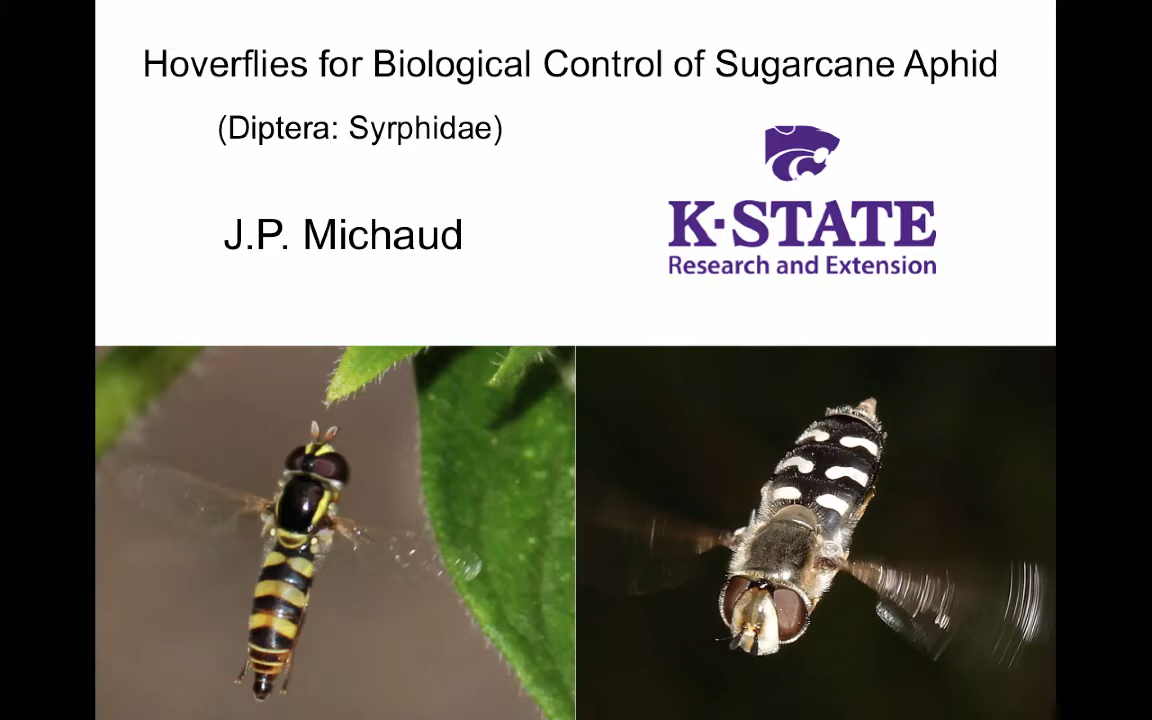 Hoverflies for Biological Control of Sugarcane Aphid
(Diptera: Syrphidae)
J.P. Michaud
K·STATE
Research and Extension